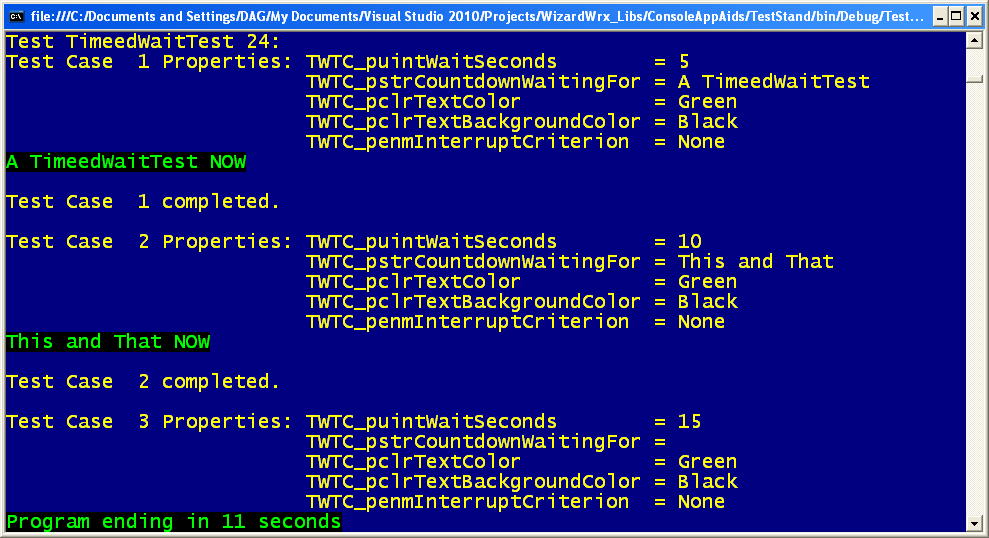 file:///C:/Documents and Settings/DAG/My Documents/Visual Studio 2010/Projects/WizardWrx_Libs/ConsoleAppAids/TestStand/bin/Debug/Test...
Test TimeedWaitTest 24:
Test Case  1 Properties: TWTC_puintWaitSeconds        = 5
                         TWTC_pstrCountdownWaitingFor = A TimeedWaitTest
                         TWTC_pclrTextColor           = Green
                         TWTC_pclrTextBackgroundColor = Black
                         TWTC_penmInterruptCriterion  = None
A TimeedWaitTest NOW
Test Case  1 completed.
Test Case  2 Properties: TWTC_puintWaitSeconds        = 10
                         TWTC_pstrCountdownWaitingFor = This and That
                         TWTC_pclrTextColor           = Green
                         TWTC_pclrTextBackgroundColor = Black
                         TWTC_penmInterruptCriterion  = None
This and That NOW
Test Case  2 completed.
Test Case  3 Properties: TWTC_puintWaitSeconds        = 15
                         TWTC_pstrCountdownWaitingFor =
                         TWTC_pclrTextColor           = Green
                         TWTC_pclrTextBackgroundColor = Black
                         TWTC_penmInterruptCriterion  = None
Program ending in 11 seconds